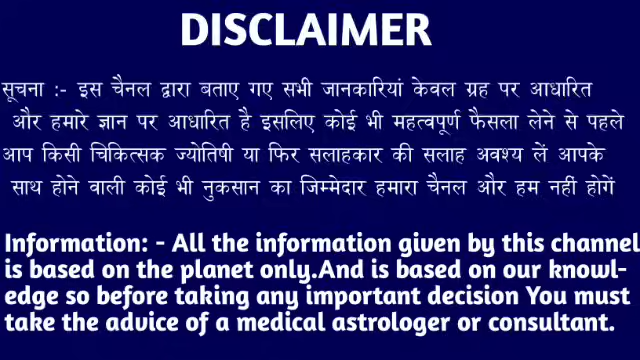 DISCLAIMER
सूचना :- इस चैनल द्वारा बताए गए सभी जानकारियां केवल ग्रह पर आधारित
और हमारे ज्ञान पर आधारित है इसलिए कोई भी महत्वपूर्ण फैसला लेने से पहले
आप किसी चिकित्सक ज्योतिषी या फिर सलाहकार की सलाह अवश्य लें आपके
साथ होने वाली कोई भी नुकसान का जिम्मेदार हमारा चैनल और हम नहीं होगें
Information: - All the information given by this channel
is based on the planet only.And is based on our knowl-
edge so before taking any important decision You must
take the advice of a medical astrologer or consultant.